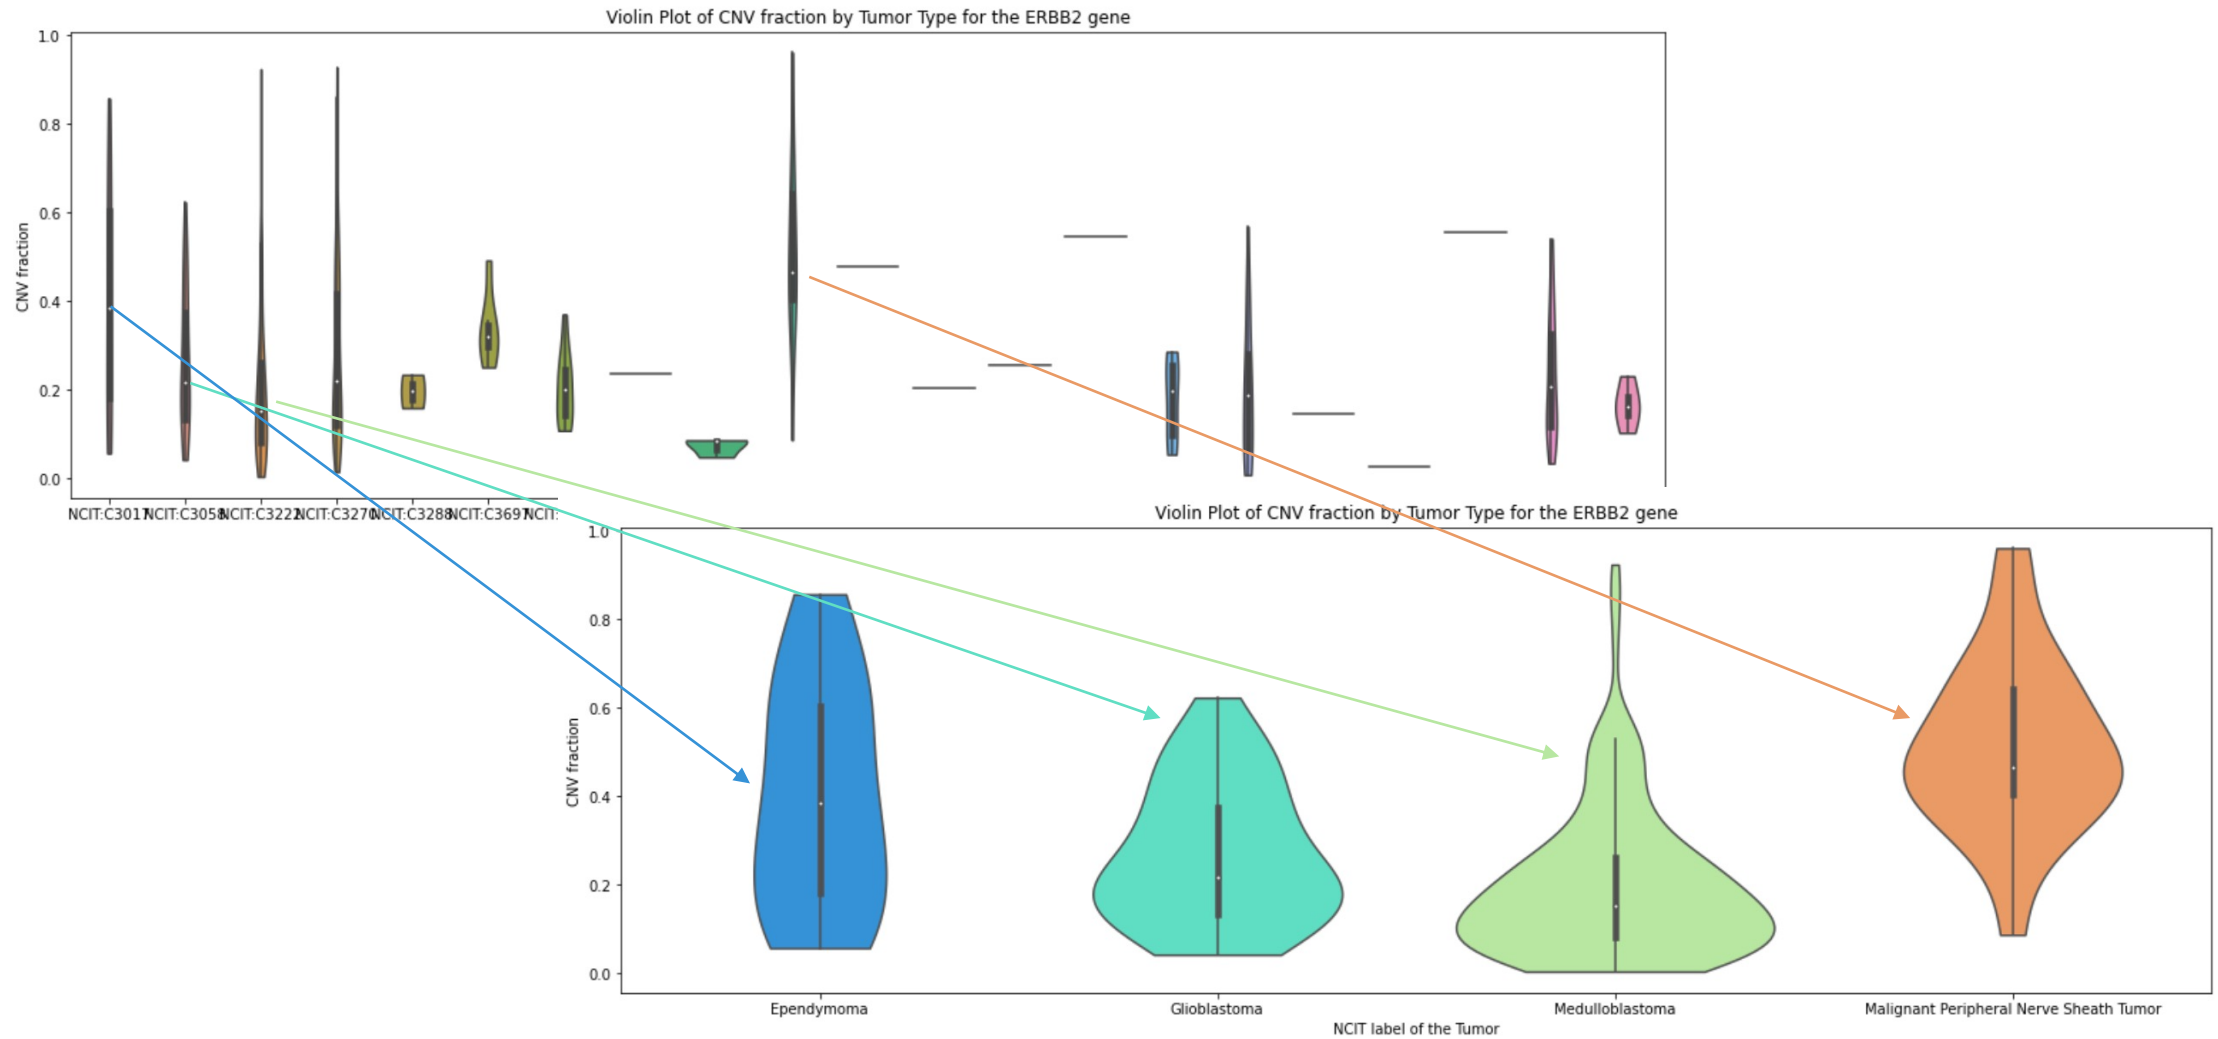 Violin Plot of CNV fraction by Tumor Type for the ERBB2 gene
1.0
0.8
0.6
0.4
0.2
0.0
CNV fraction
NCIT:C3017 NCIT:C3058 NCIT:C3222 NCIT:C3270 NCIT:C3288 NCIT:C3697 NCIT:
Violin Plot of CNV fraction by Tumor Type for the ERBB2 gene
1.0
0.8
0.6
0.4
0.2
0.0
CNV fraction
Ependymoma Glioblastoma Medulloblastoma Malignant Peripheral Nerve Sheath Tumor
NCIT label of the Tumor